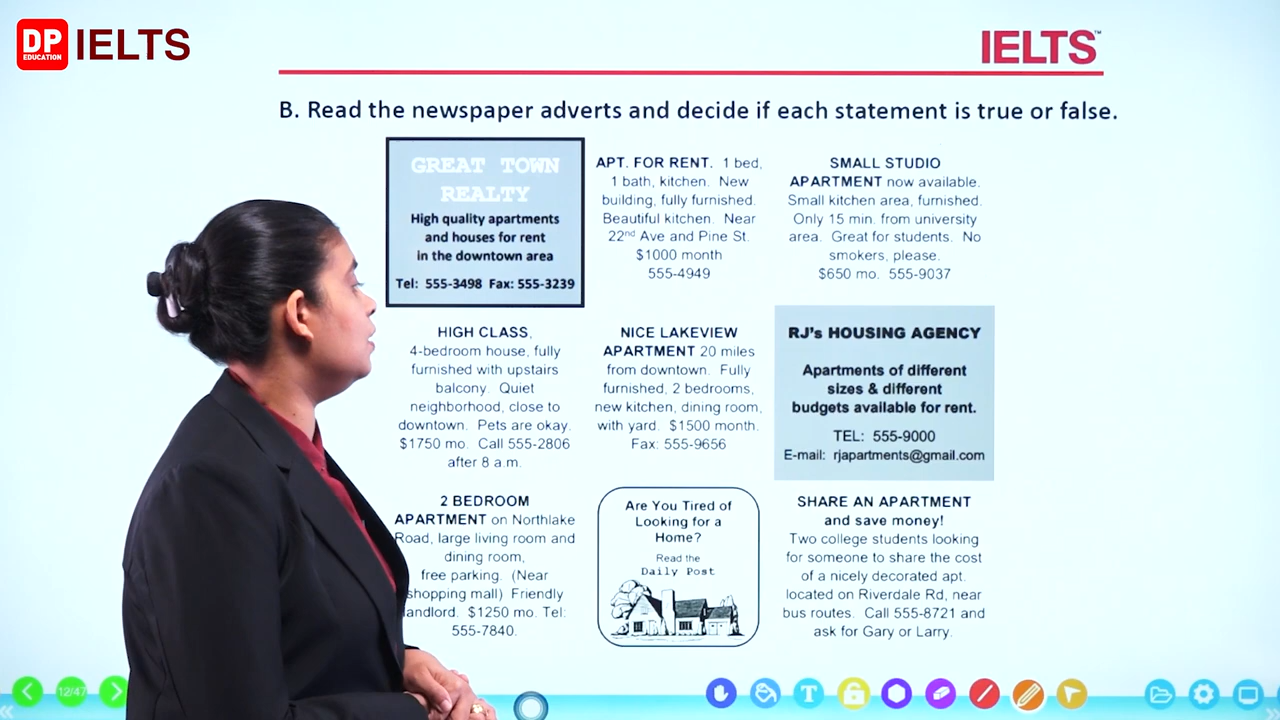 DP
EDUCATION
IELTS
IELTS™
B. Read the newspaper adverts and decide if each statement is true or false.
GREAT TOWN
REALTY
High quality apartments
and houses for rent
in the downtown area
Tel: 555-3498 Fax: 555-3239
APT. FOR RENT. 1 bed,
1 bath, kitchen. New
building, fully furnished.
Beautiful kitchen. Near
22nd Ave and Pine St.
$1000 month
555-4949
SMALL STUDIO
APARTMENT now available.
Small kitchen area, furnished.
Only 15 min. from university
area. Great for students. No
smokers, please.
$650 mo. 555-9037
HIGH CLASS,
4-bedroom house, fully
furnished with upstairs
balcony. Quiet
neighborhood, close to
downtown. Pets are okay.
$1750 mo. Call 555-2806
after 8 a.m.
NICE LAKEVIEW
APARTMENT 20 miles
from downtown. Fully
furnished, 2 bedrooms,
new kitchen, dining room,
with yard. $1500 month.
Fax: 555-9656
RJ's HOUSING AGENCY
Apartments of different
sizes & different
budgets available for rent.
TEL: 555-9000
E-mail: rjapartments@gmail.com
2 BEDROOM
APARTMENT on Northlake
Road, large living room and
dining room,
free parking. (Near
shopping mall) Friendly
landlord. $1250 mo. Tel:
555-7840.
Are You Tired of
Looking for a
Home?
Read the
Daily Post
SHARE AN APARTMENT
and save money!
Two college students looking
for someone to share the cost
of a nicely decorated apt.
located on Riverdale Rd, near
bus routes. Call 555-8721 and
ask for Gary or Larry.
12/47
T